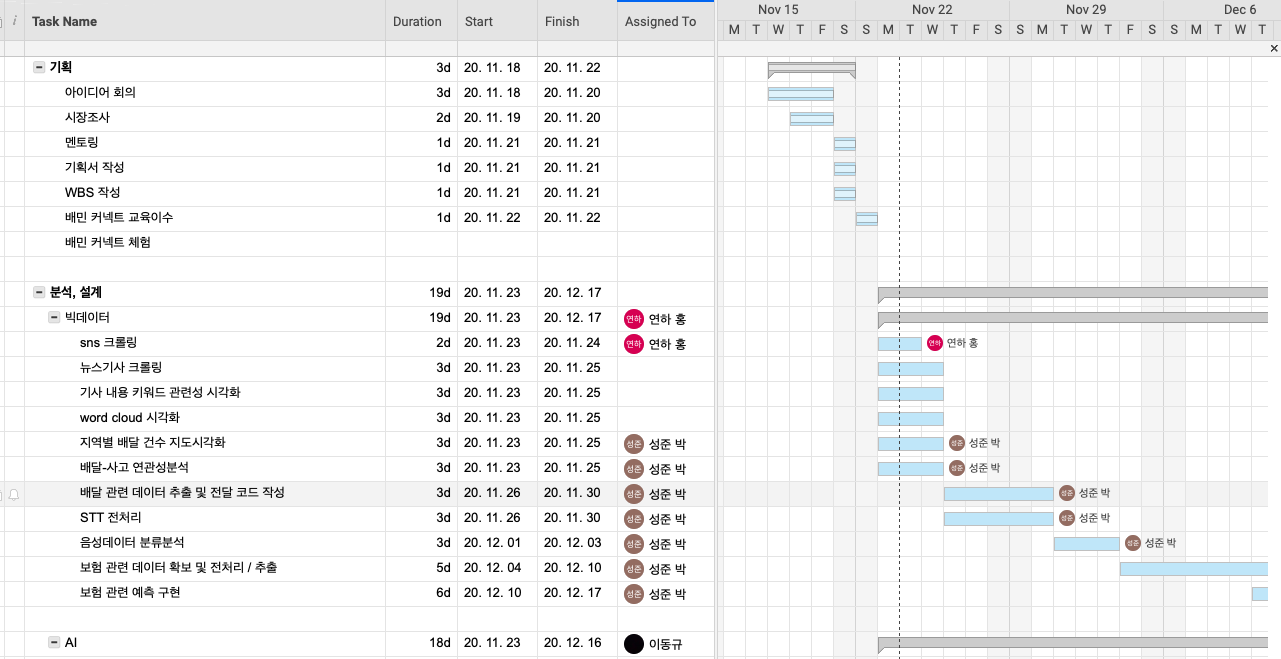 i Task Name Duration Start Finish Assigned To Nov 15 Nov 22 Nov 29 Dec 6
M T W T F S S M T W T F S S M T W T F S S M T W T
기획 3d 20. 11. 18 20. 11. 22
아이디어 회의 3d 20. 11. 18 20. 11. 20
시장조사 2d 20. 11. 19 20. 11. 20
멘토링 1d 20. 11. 21 20. 11. 21
기획서 작성 1d 20. 11. 21 20. 11. 21
WBS 작성 1d 20. 11. 21 20. 11. 21
배민 커넥트 교육이수 1d 20. 11. 22 20. 11. 22
배민 커넥트 체험
분석, 설계 19d 20. 11. 23 20. 12. 17
빅데이터 19d 20. 11. 23 20. 12. 17 연하 연하 홍
sns 크롤링 2d 20. 11. 23 20. 11. 24 연하 연하 홍 연하 연하 홍
뉴스기사 크롤링 3d 20. 11. 23 20. 11. 25
기사 내용 키워드 관련성 시각화 3d 20. 11. 23 20. 11. 25
word cloud 시각화 3d 20. 11. 23 20. 11. 25
지역별 배달 건수 지도시각화 3d 20. 11. 23 20. 11. 25 성준 성준 박 성준 성준 박
배달-사고 연관성분석 3d 20. 11. 23 20. 11. 25 성준 성준 박 성준 성준 박
배달 관련 데이터 추출 및 전달 코드 작성 3d 20. 11. 26 20. 11. 30 성준 성준 박 성준 성준 박
STT 전처리 3d 20. 11. 26 20. 11. 30 성준 성준 박 성준 성준 박
음성데이터 분류분석 3d 20. 12. 01 20. 12. 03 성준 성준 박 성준 성준 박
보험 관련 데이터 확보 및 전처리 / 추출 5d 20. 12. 04 20. 12. 10 성준 성준 박
보험 관련 예측 구현 6d 20. 12. 10 20. 12. 17 성준 성준 박
AI 18d 20. 11. 23 20. 12. 16 이동규